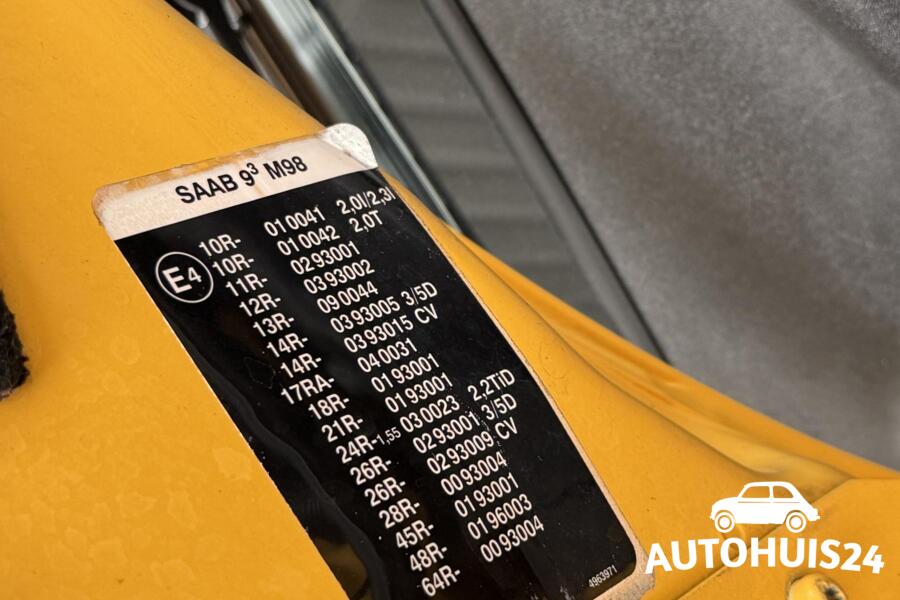 SAAB 9³ M98
E4
10R- 010041 2,0I/2,3I
10R- 010042 2,0T
11R- 0293001
12R- 0393002
13R- 090044
14R- 0393005 3/5D
14R- 0393015 CV
17RA- 040031
18R- 0193001
21R- 0193001
24R-1,55 030023 2,2TiD
26R- 0293001 3/5D
26R- 0293009 CV
28R- 0093004
45R- 0193001
48R- 0196003
64R- 0093004
4963971
AUTOHUIS24